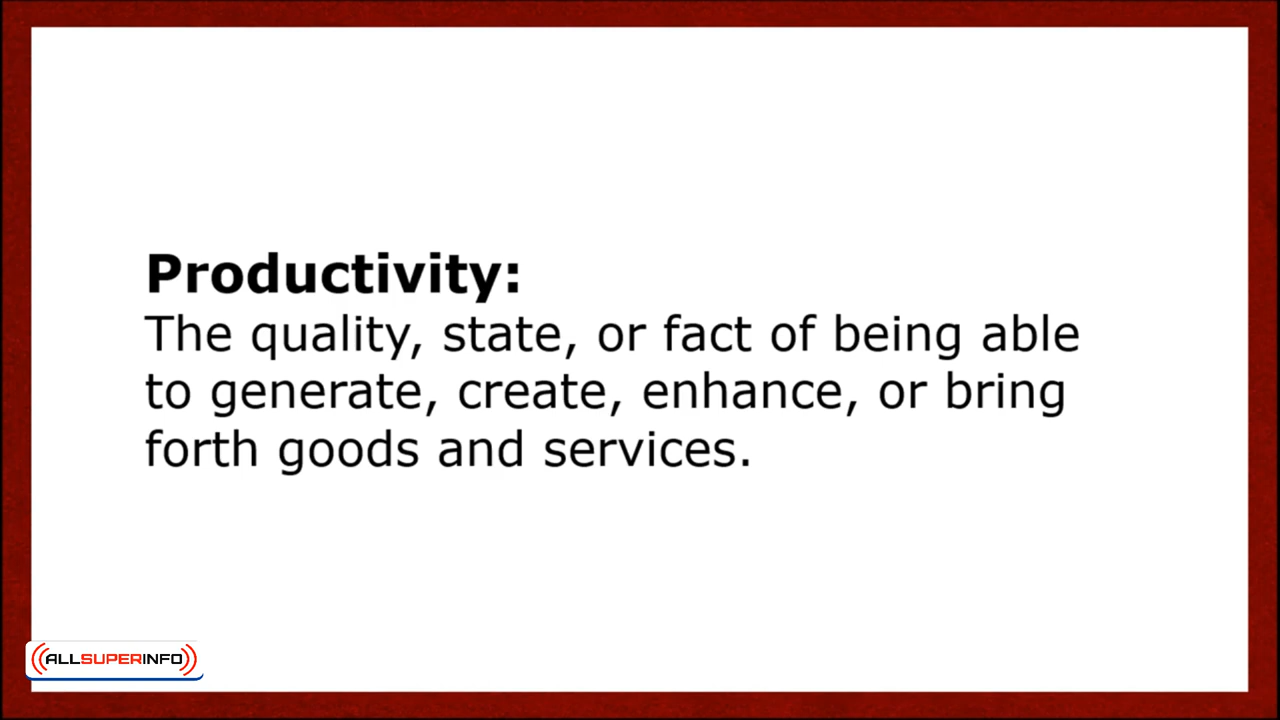 Productivity:
The quality, state, or fact of being able
to generate, create, enhance, or bring
forth goods and services.
ALLSUPERINFO